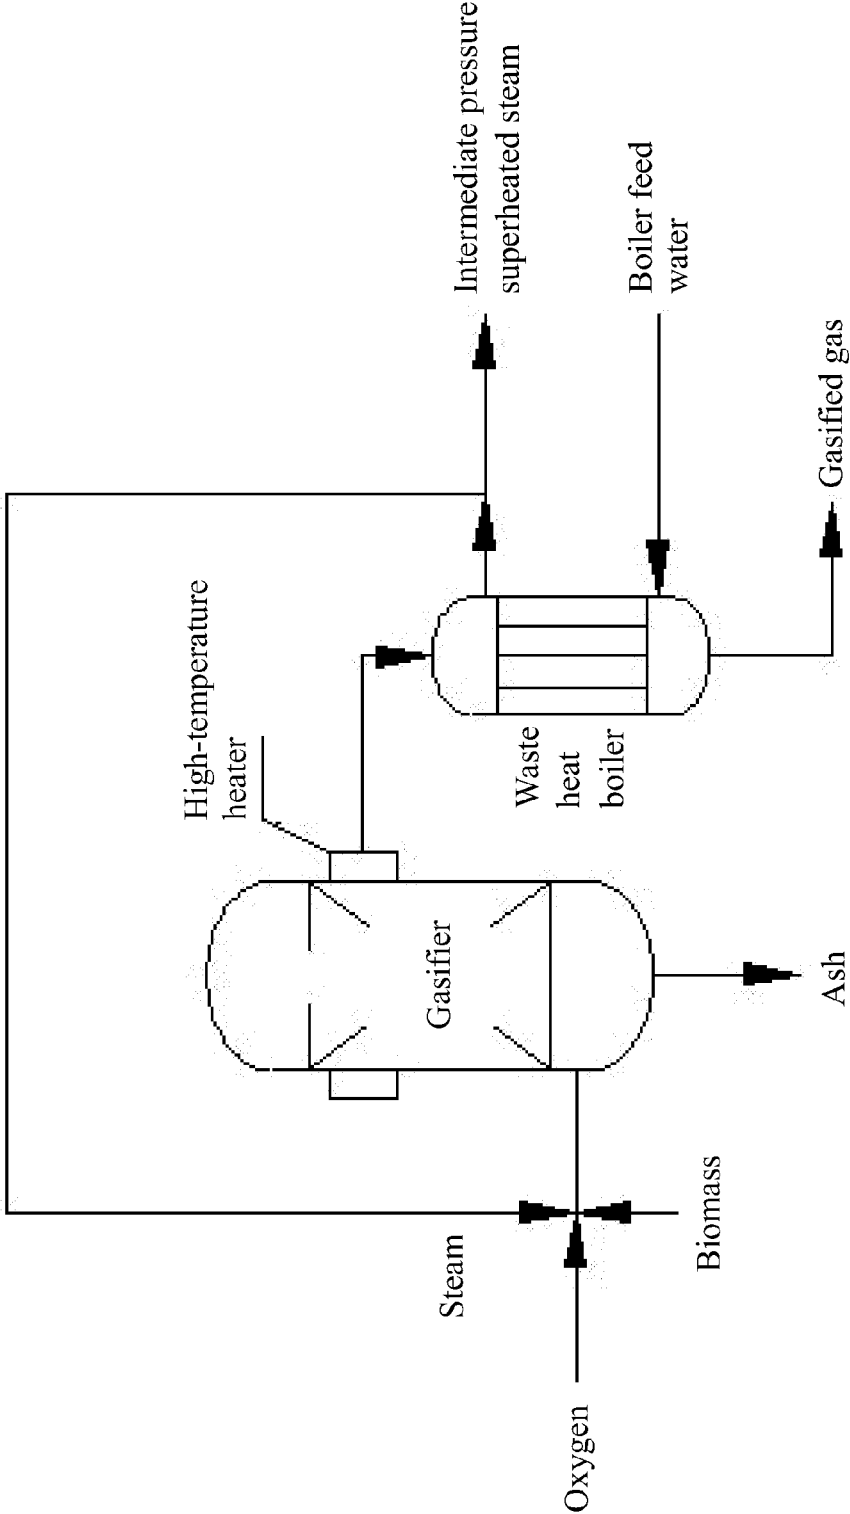 Intermediate pressure
superheated steam
Boiler feed
water
Gasified gas
High-temperature
heater
Waste
heat
boiler
Gasifier
Ash
Steam
Biomass
Oxygen